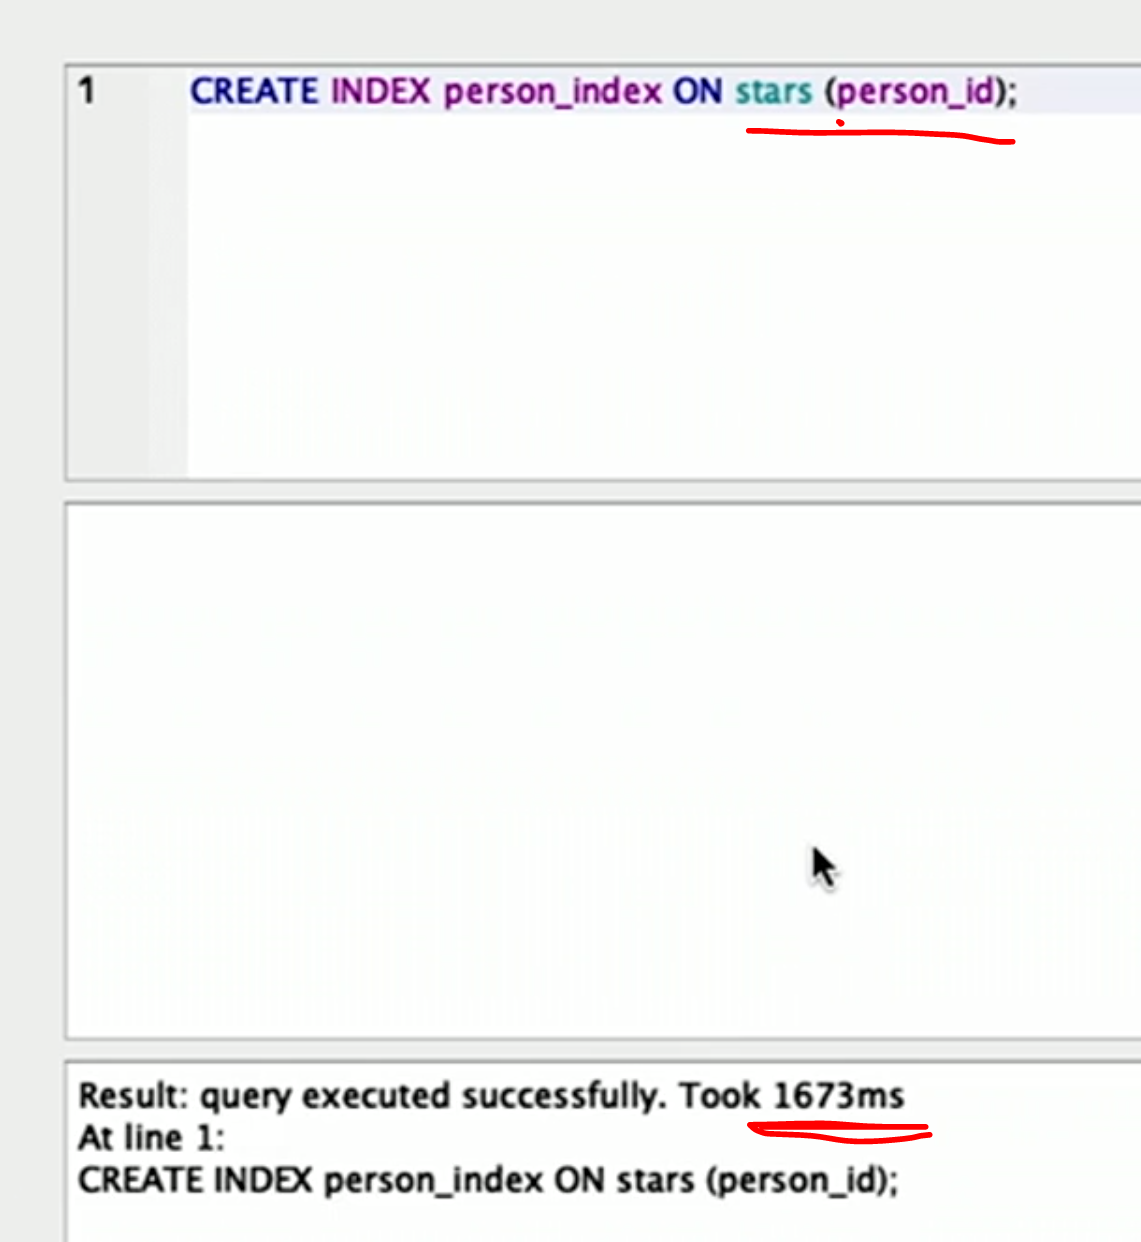 1 CREATE INDEX person_index ON stars (person_id);
Result: query executed successfully. Took 1673ms
At line 1:
CREATE INDEX person_index ON stars (person_id);